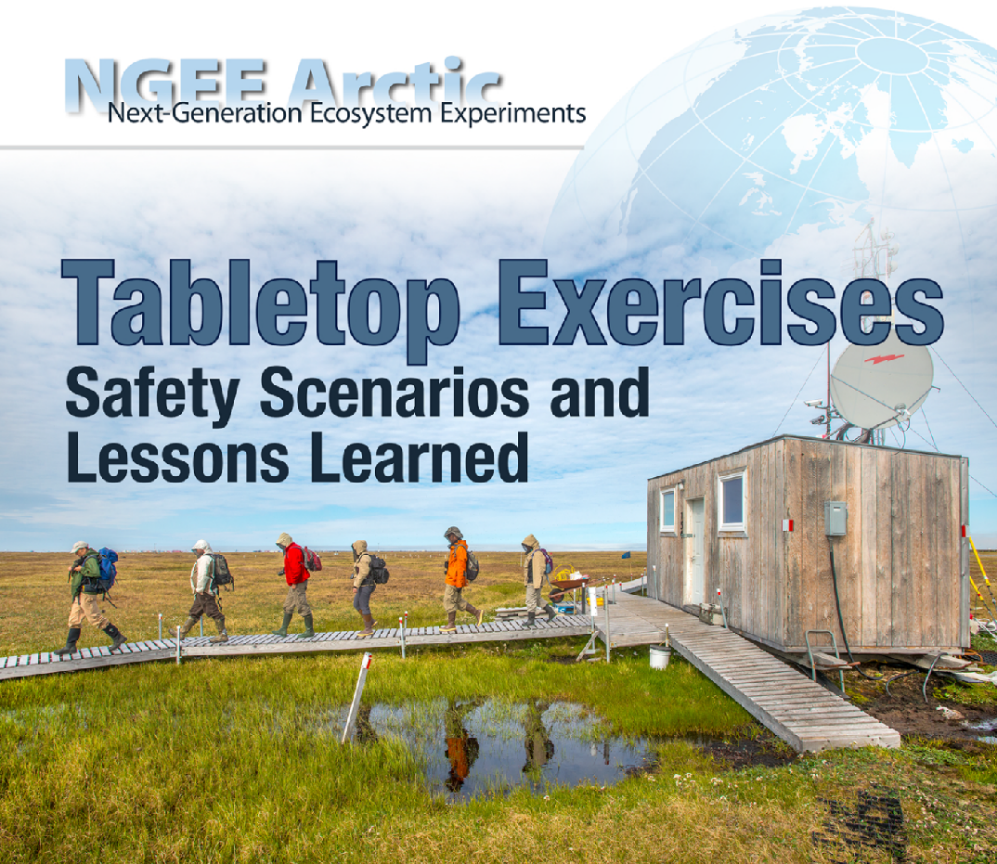 NGEE Arctic
Next-Generation Ecosystem Experiments
Tabletop Exercises
Safety Scenarios and
Lessons Learned